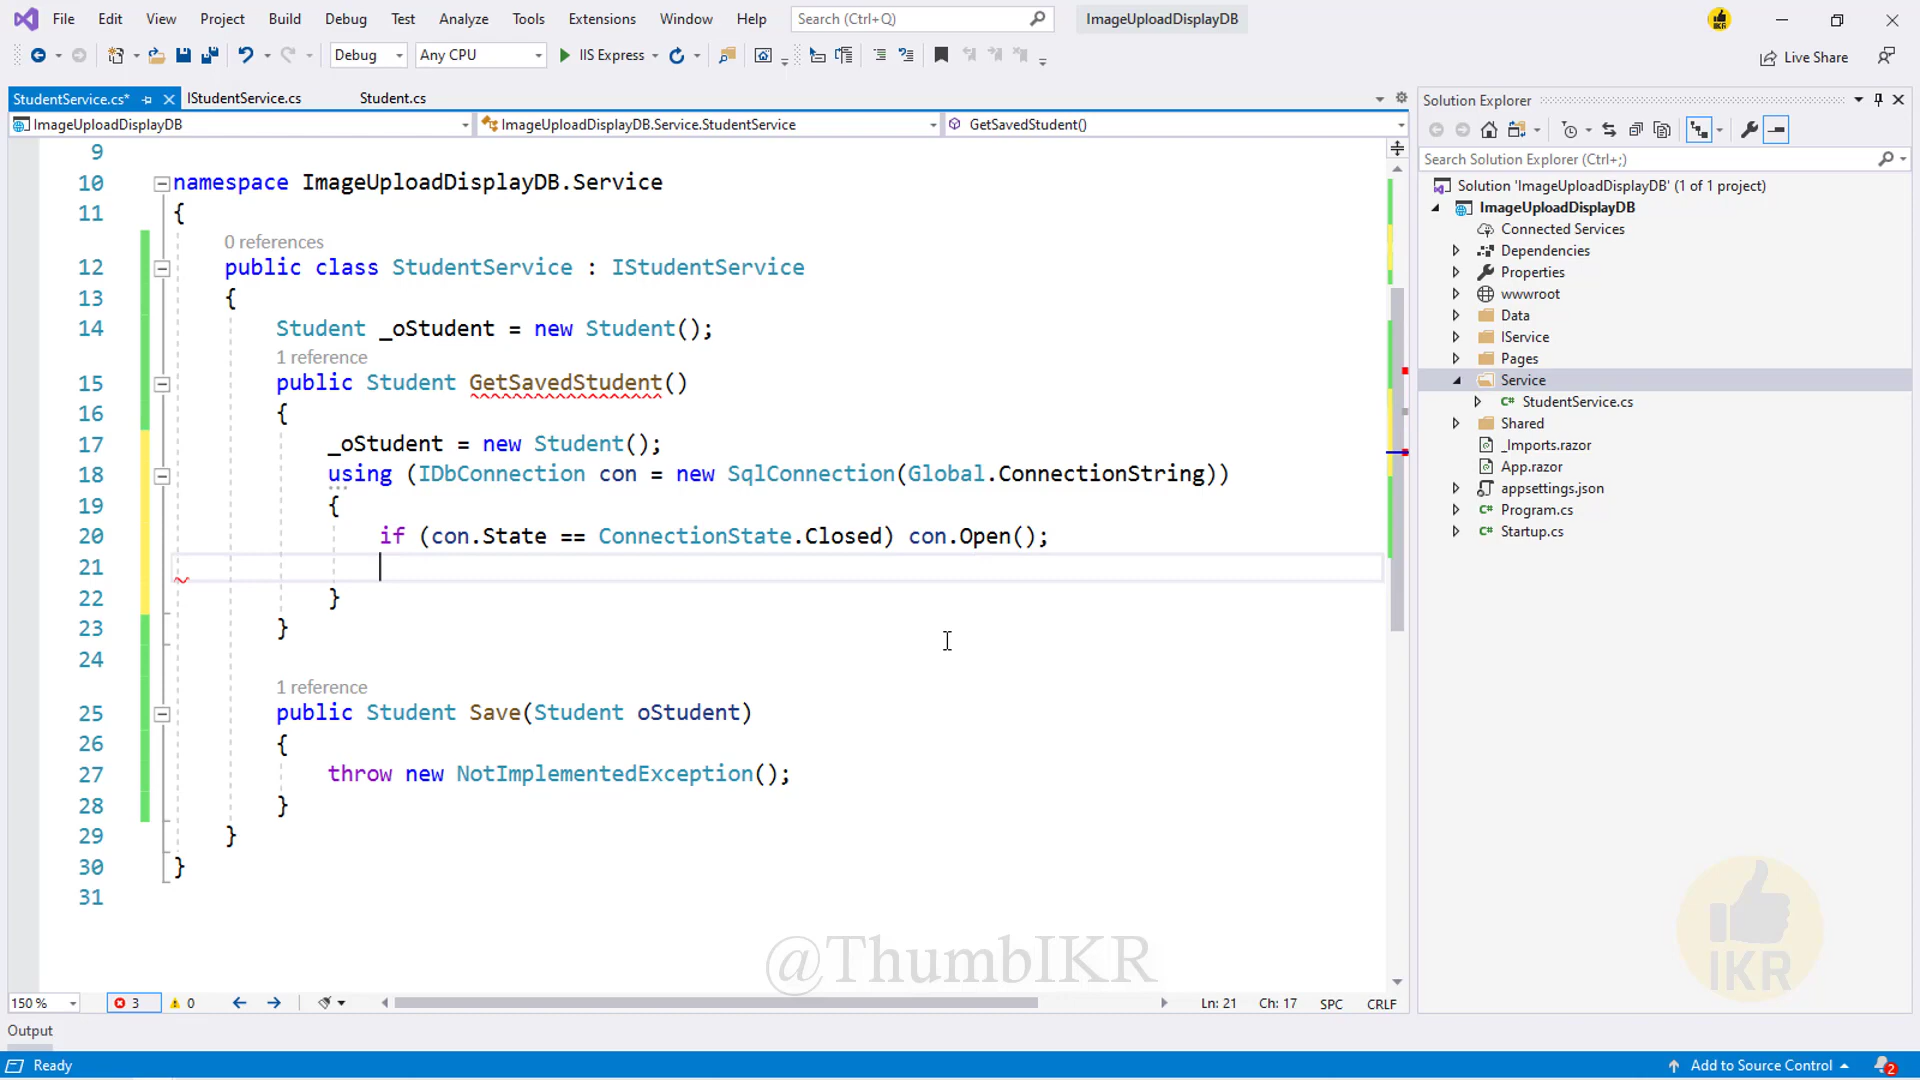 File Edit View Project Build Debug Test Analyze Tools Extensions Window Help Search (Ctrl+Q) ImageUploadDisplayDB
Debug Any CPU IIS Express Live Share
StudentService.cs* IStudentService.cs Student.cs
ImageUploadDisplayDB ImageUploadDisplayDB.Service.StudentService GetSavedStudent()
9
10 namespace ImageUploadDisplayDB.Service
11 {
0 references
12 public class StudentService : IStudentService
13 {
14 Student _oStudent = new Student();
1 reference
15 public Student GetSavedStudent()
16 {
17 _oStudent = new Student();
18 using (IDbConnection con = new SqlConnection(Global.ConnectionString))
19 {
20 if (con.State == ConnectionState.Closed) con.Open();
21
22 }
23 }
24
1 reference
25 public Student Save(Student oStudent)
26 {
27 throw new NotImplementedException();
28 }
29 }
30 }
31
150 % 3 0 Ln: 21 Ch: 17 SPC CRLF
Output
Ready Add to Source Control 2
Solution Explorer
Search Solution Explorer (Ctrl+;)
Solution 'ImageUploadDisplayDB' (1 of 1 project)
ImageUploadDisplayDB
Connected Services
Dependencies
Properties
wwwroot
Data
IService
Pages
Service
C# StudentService.cs
Shared
_Imports.razor
App.razor
appsettings.json
C# Program.cs
C# Startup.cs
@ThumbIKR
IKR